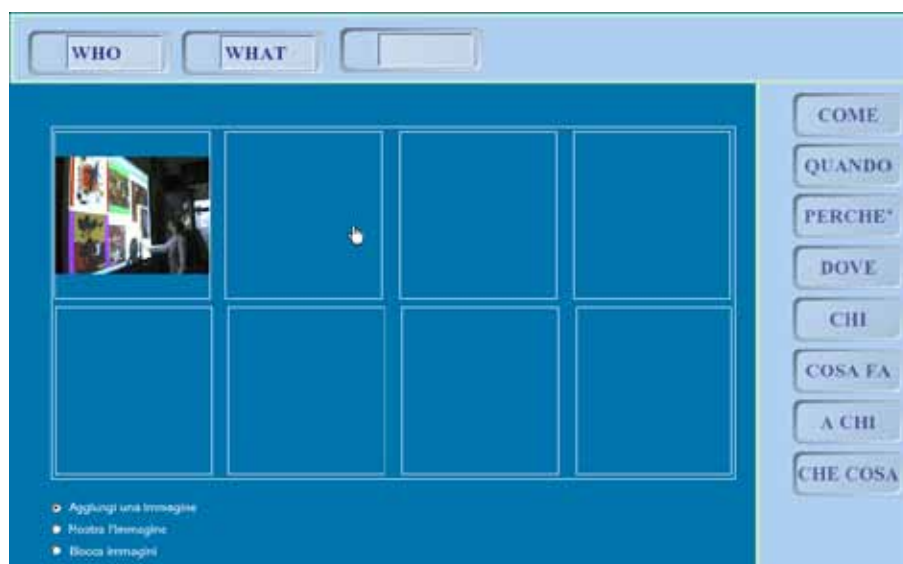 WHO WHAT
COME
QUANDO
PERCHE'
DOVE
CHI
COSA FA
A CHI
CHE COSA
Aggiungi una immagine
Mostra l'immagine
Blocca immagini